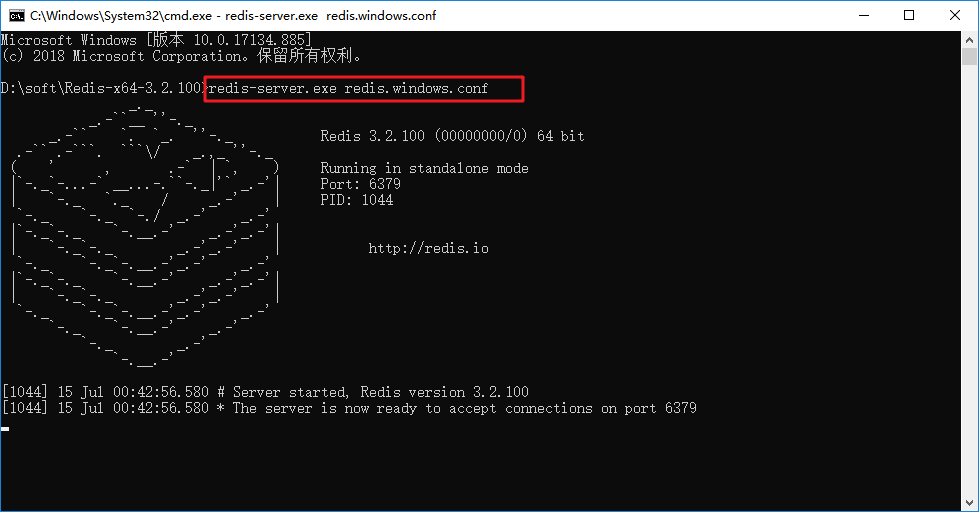 C:\Windows\System32\cmd.exe - redis-server.exe  redis.windows.conf
Microsoft Windows [版本 10.0.17134.885]
(c) 2018 Microsoft Corporation。保留所有权利。
D:\soft\Redis-x64-3.2.100>redis-server.exe redis.windows.conf
Redis 3.2.100 (00000000/0) 64 bit
Running in standalone mode
Port: 6379
PID: 1044
http://redis.io
[1044] 15 Jul 00:42:56.580 # Server started, Redis version 3.2.100
[1044] 15 Jul 00:42:56.580 * The server is now ready to accept connections on port 6379